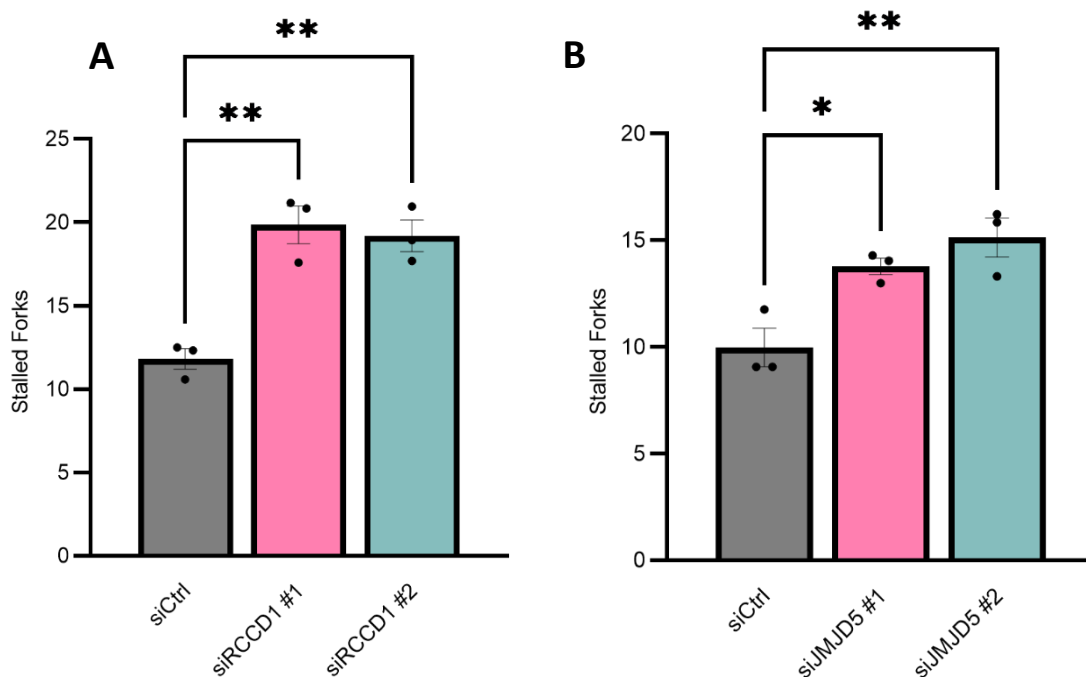 A
**
**
Stalled Forks
25
20
15
10
5
0
siCtrl
siRCCD1 #1
siRCCD1 #2
B
**
*
Stalled Forks
20
15
10
5
0
siCtrl
siJMJD5 #1
siJMJD5 #2